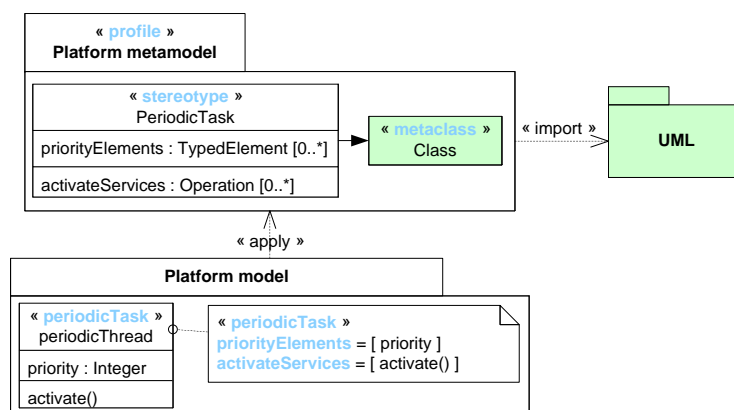 « profile »
Platform metamodel
« stereotype »
PeriodicTask
priorityElements : TypedElement [0..*]
activateServices : Operation [0..*]
« metaclass »
Class
« import »
UML
« apply »
Platform model
« periodicTask »
periodicThread
priority : Integer
activate()
« periodicTask »
priorityElements = [ priority ]
activateServices = [ activate() ]